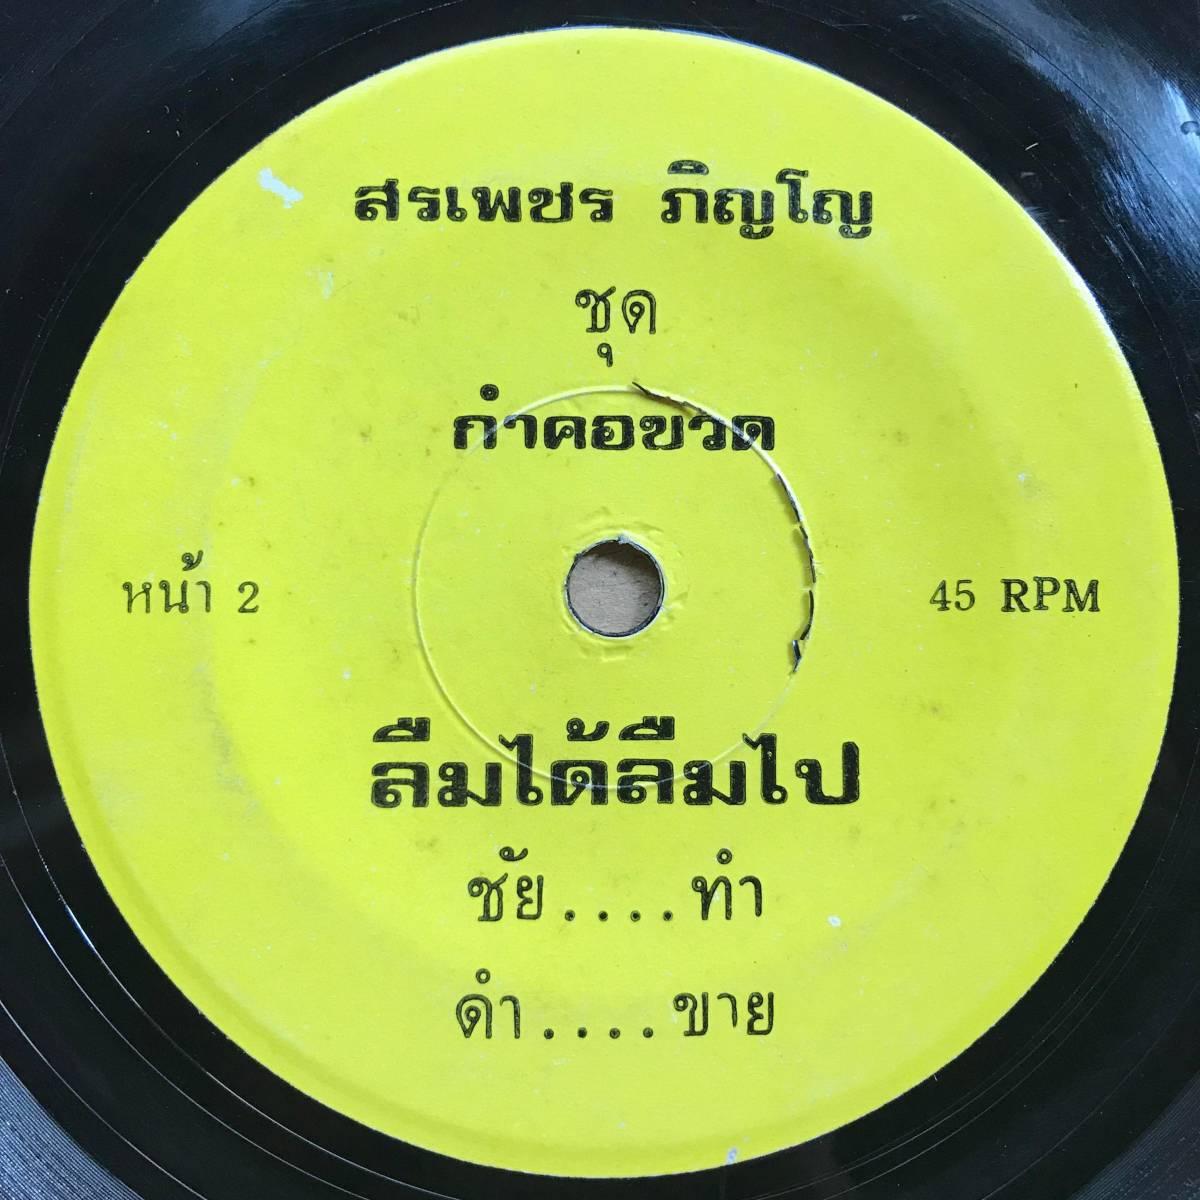 สรเพชร ภิญโญ
ชุด
กำคอขวด
หน้า 2
45 RPM
ลืมได้ลืมไป
ชัย....ทำ
ดำ....ขาย